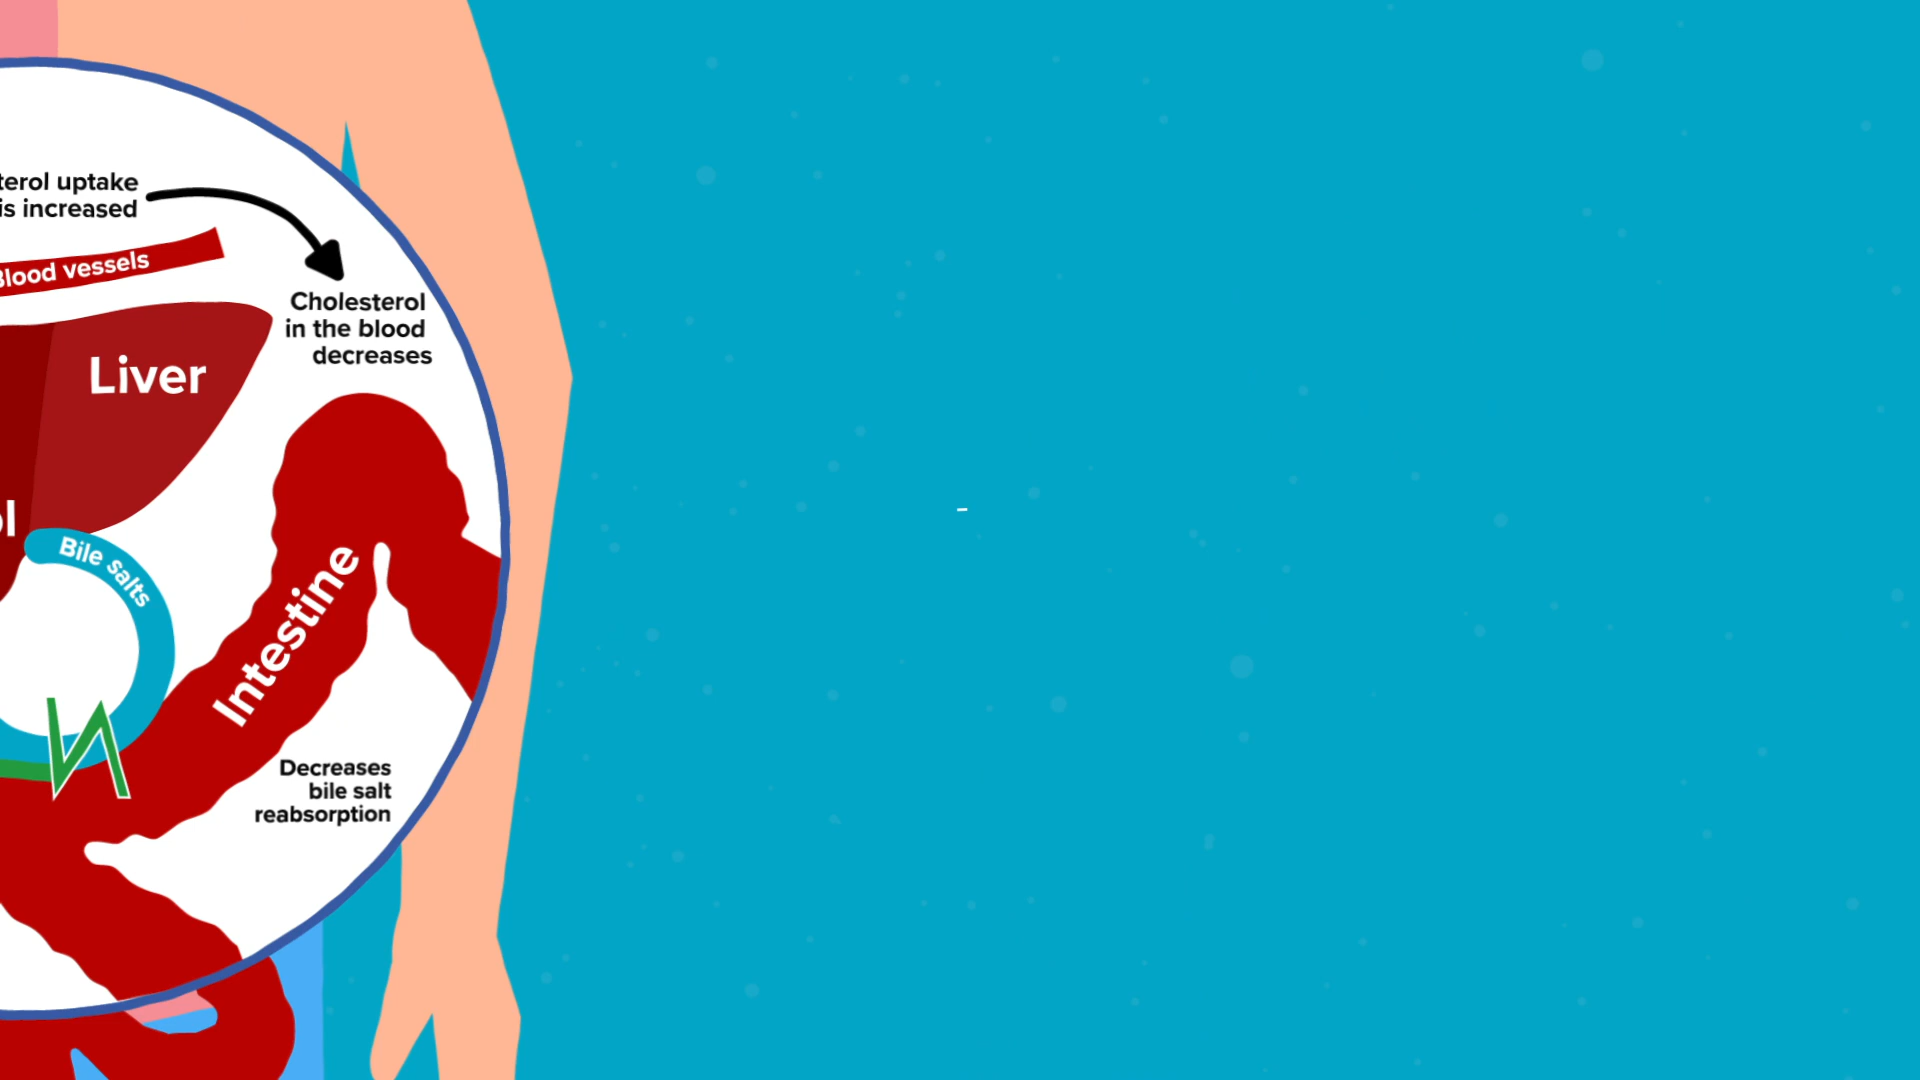 terol uptake
is increased
Blood vessels
Cholesterol
in the blood
decreases
Liver
ol
Bile salts
Intestine
Decreases
bile salt
reabsorption